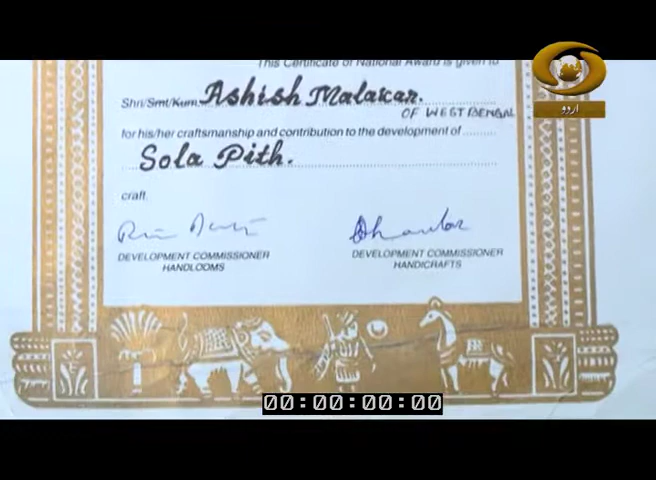 This Certificate of National Award is given to
Shri/Smt/Kum. Ashish Malakar.
OF WEST BENGAL
اردو
for his/her craftsmanship and contribution to the development of
Sola Pith.
craft.
DEVELOPMENT COMMISSIONER
HANDLOOMS
DEVELOPMENT COMMISSIONER
HANDICRAFTS
00:00:00:00